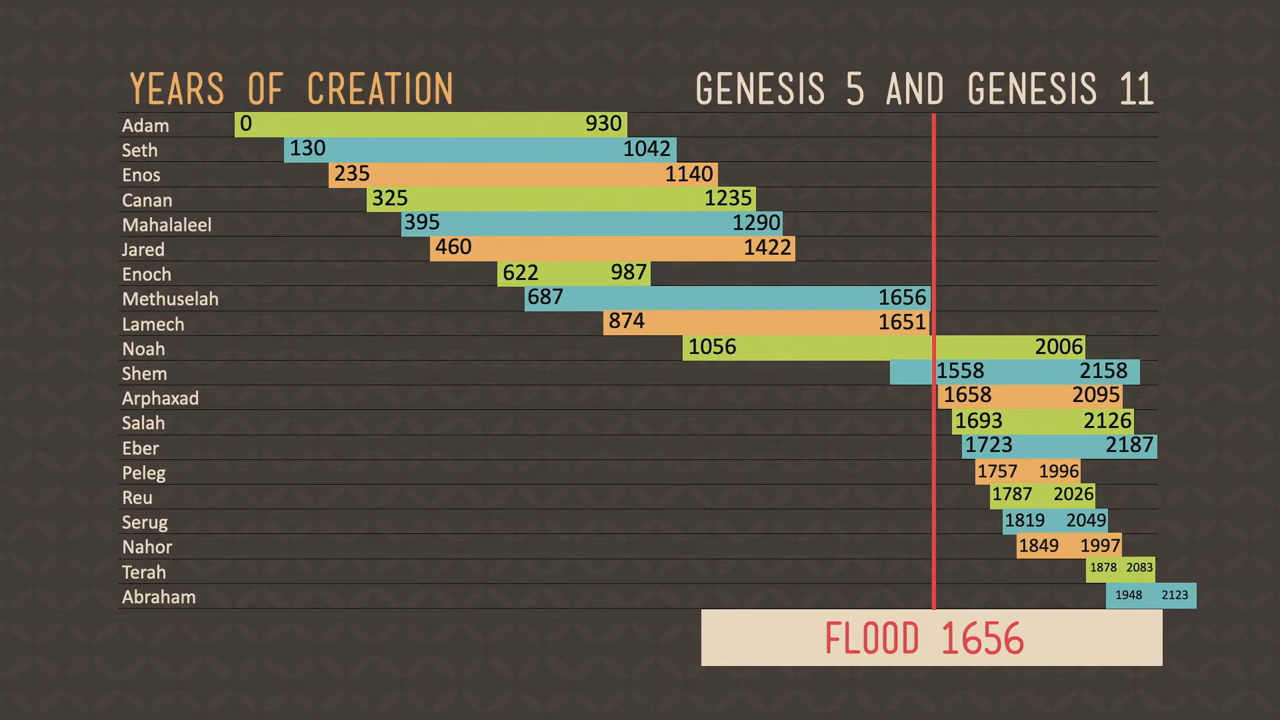 YEARS OF CREATION GENESIS 5 AND GENESIS 11
Adam 0 930
Seth 130 1042
Enos 235 1140
Canan 325 1235
Mahalaleel 395 1290
Jared 460 1422
Enoch 622 987
Methuselah 687 1656
Lamech 874 1651
Noah 1056 2006
Shem 1558 2158
Arphaxad 1658 2095
Salah 1693 2126
Eber 1723 2187
Peleg 1757 1996
Reu 1787 2026
Serug 1819 2049
Nahor 1849 1997
Terah 1878 2083
Abraham 1948 2123
FLOOD 1656